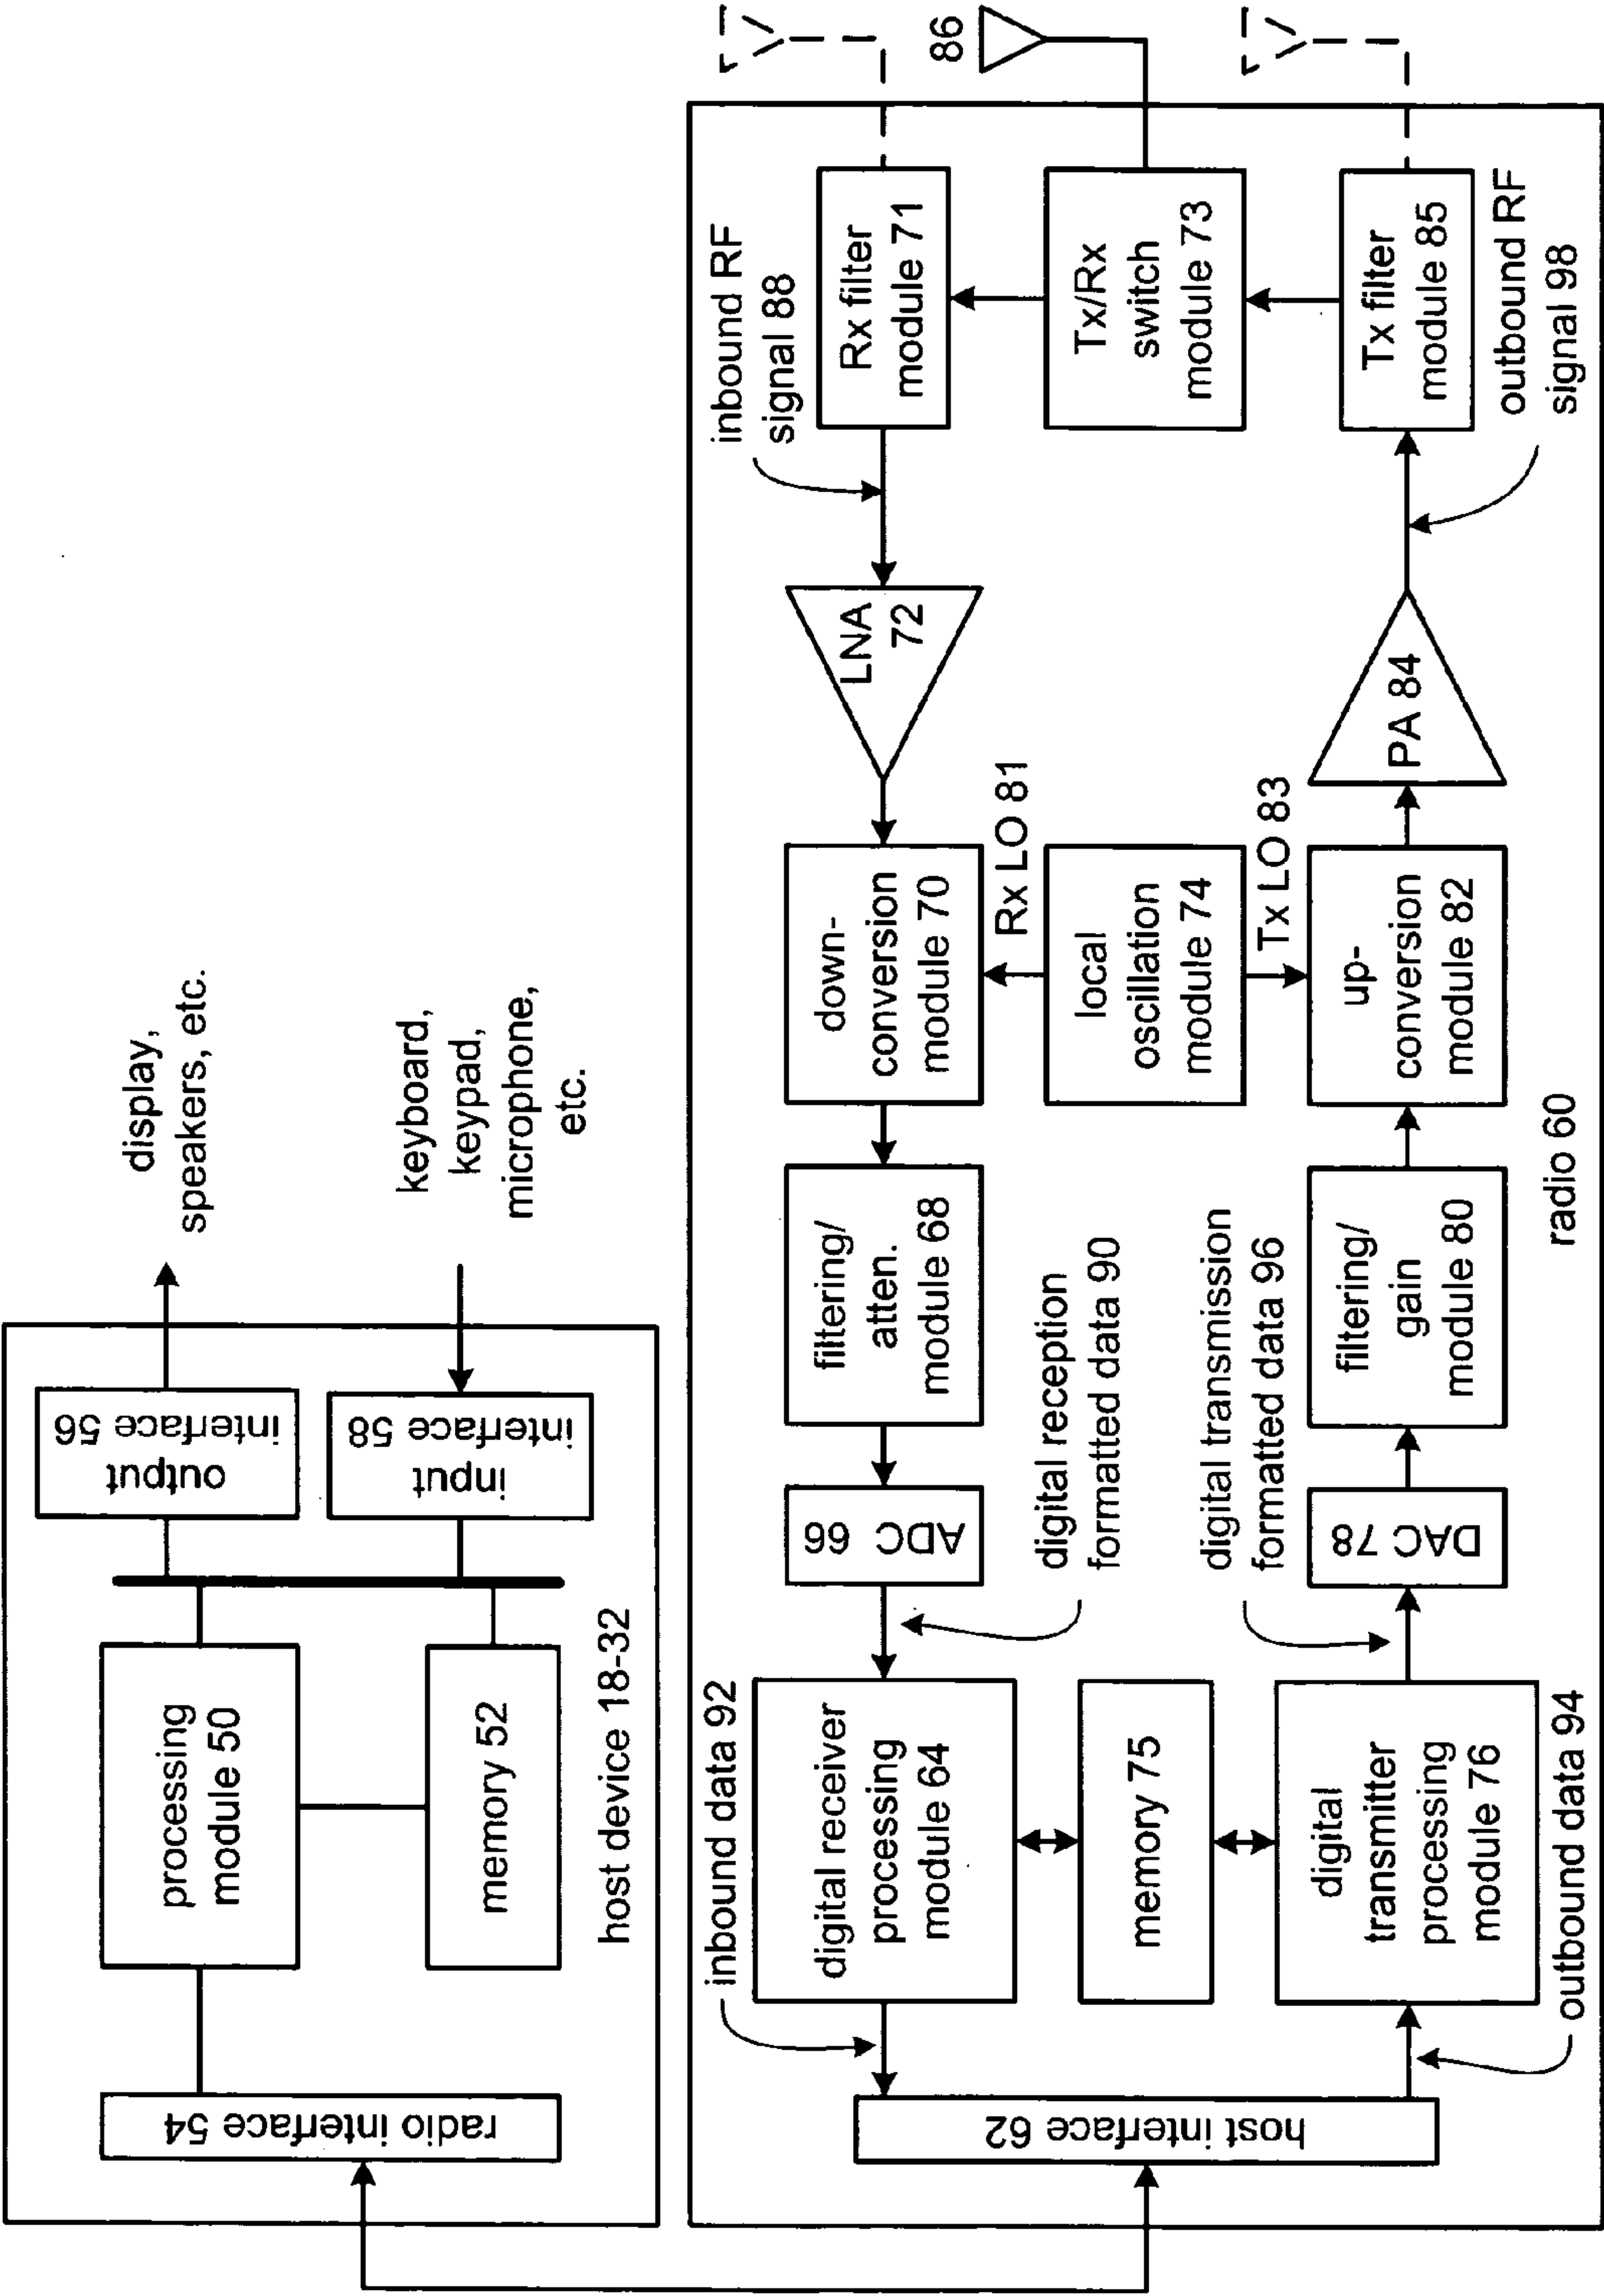 radio interface 54
processing
module 50
memory 52
output
interface 56
input
interface 58
display,
speakers, etc.
keyboard,
keypad,
microphone,
etc.
host device 18-32
host interface 62
inbound data 92
digital receiver
processing
module 64
memory 75
digital
transmitter
processing
module 76
outbound data 94
ADC 66
digital reception
formatted data 90
digital transmission
formatted data 96
DAC 78
filtering/
atten.
module 68
filtering/
gain
module 80
radio 60
down-
conversion
module 70
Rx LO 81
local
oscillation
module 74
Tx LO 83
up-
conversion
module 82
LNA
72
PA 84
inbound RF
signal 88
Rx filter
module 71
Tx/Rx
switch
module 73
Tx filter
module 85
outbound RF
signal 98
86